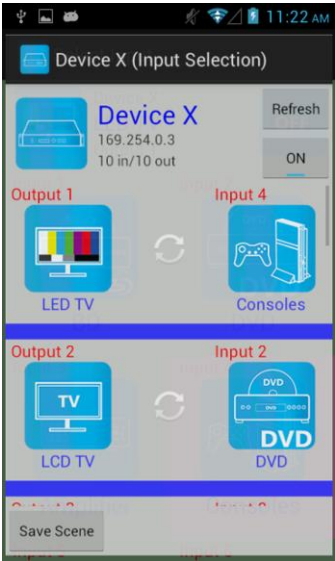 11:22 AM
Device X (Input Selection)
Device X
169.254.0.3
10 in/10 out
Refresh
ON
Output 1
Input 4
LED TV
Consoles
Output 2
Input 2
TV
DVD
DVD
LCD TV
DVD
Save Scene